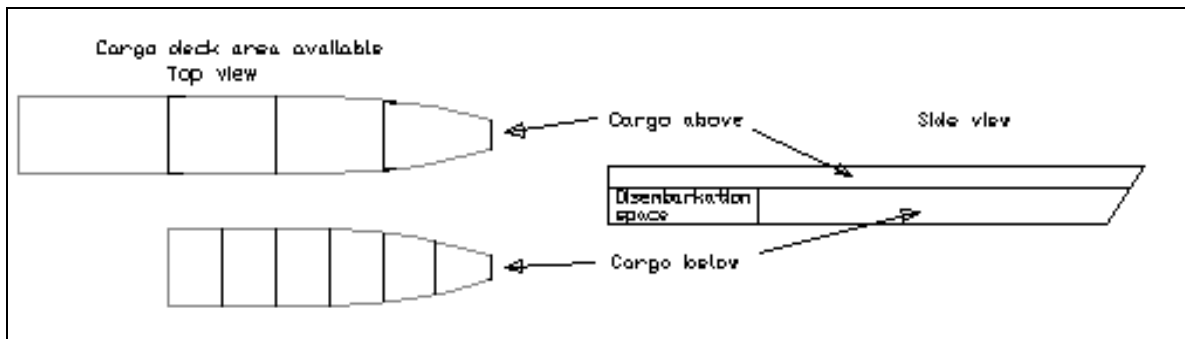 Cargo deck area available
Top view
Cargo above
Side view
Disembarkation
space
Cargo below